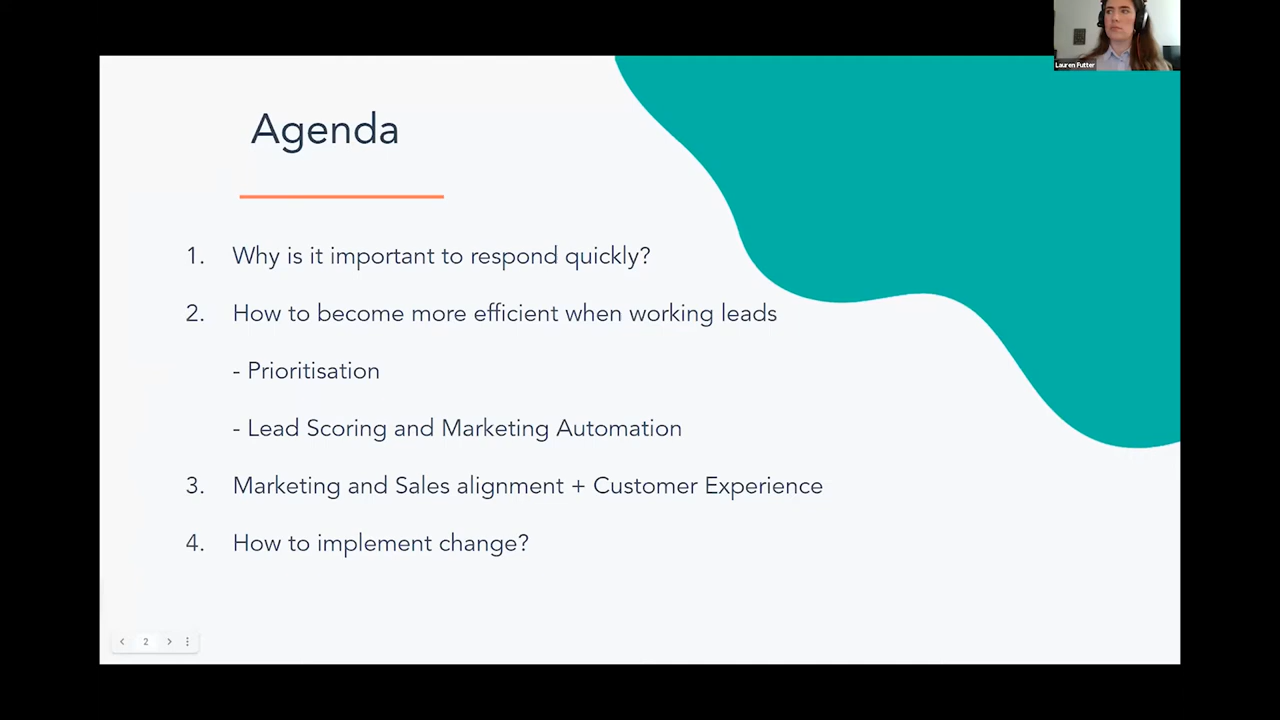 Lauren Futter
Agenda
1. Why is it important to respond quickly?
2. How to become more efficient when working leads
- Prioritisation
- Lead Scoring and Marketing Automation
3. Marketing and Sales alignment + Customer Experience
4. How to implement change?
2